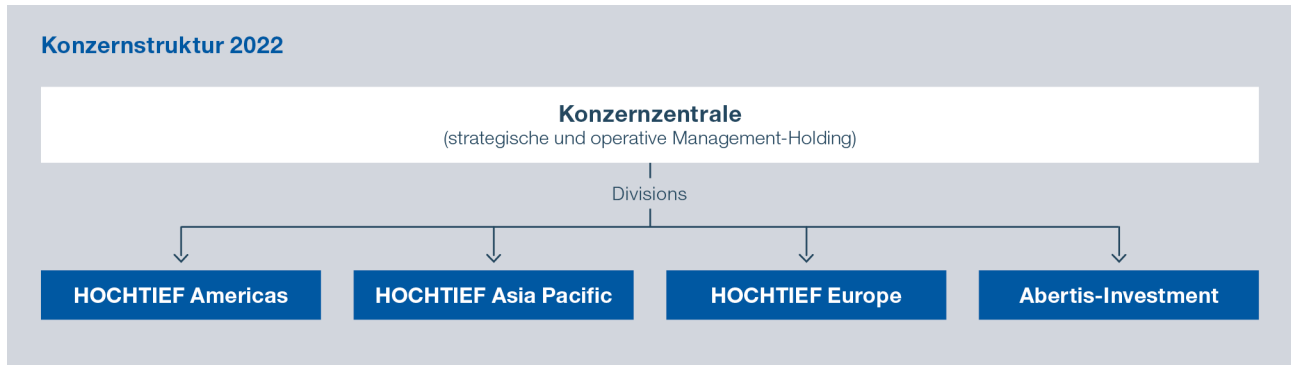 Konzernstruktur 2022
Konzernzentrale
(strategische und operative Management-Holding)
Divisions
HOCHTIEF Americas
HOCHTIEF Asia Pacific
HOCHTIEF Europe
Abertis-Investment